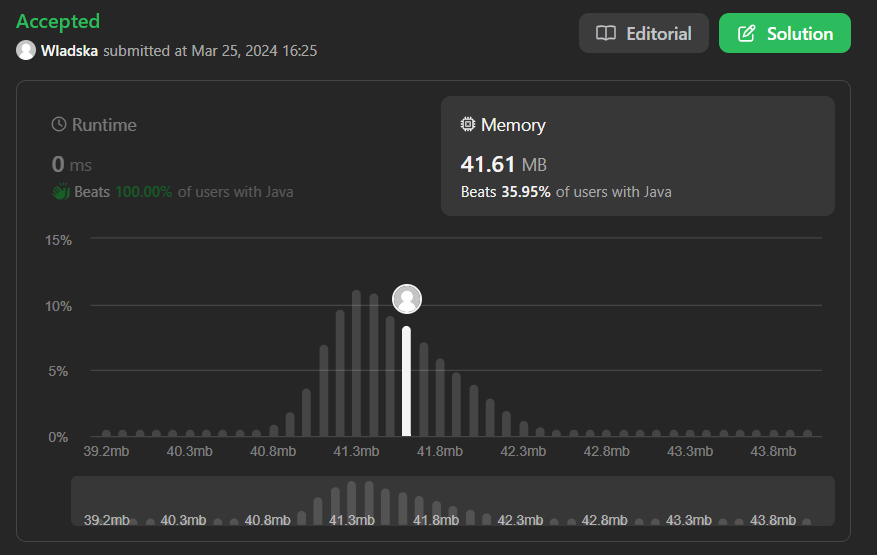 Accepted
Wladska submitted at Mar 25, 2024 16:25
Editorial
Solution
Runtime
0 ms
Beats 100.00% of users with Java
Memory
41.61 MB
Beats 35.95% of users with Java
15%
10%
5%
0%
39.2mb 40.3mb 40.8mb 41.3mb 41.8mb 42.3mb 42.8mb 43.3mb 43.8mb
39.2mb 40.3mb 40.8mb 41.3mb 41.8mb 42.3mb 42.8mb 43.3mb 43.8mb